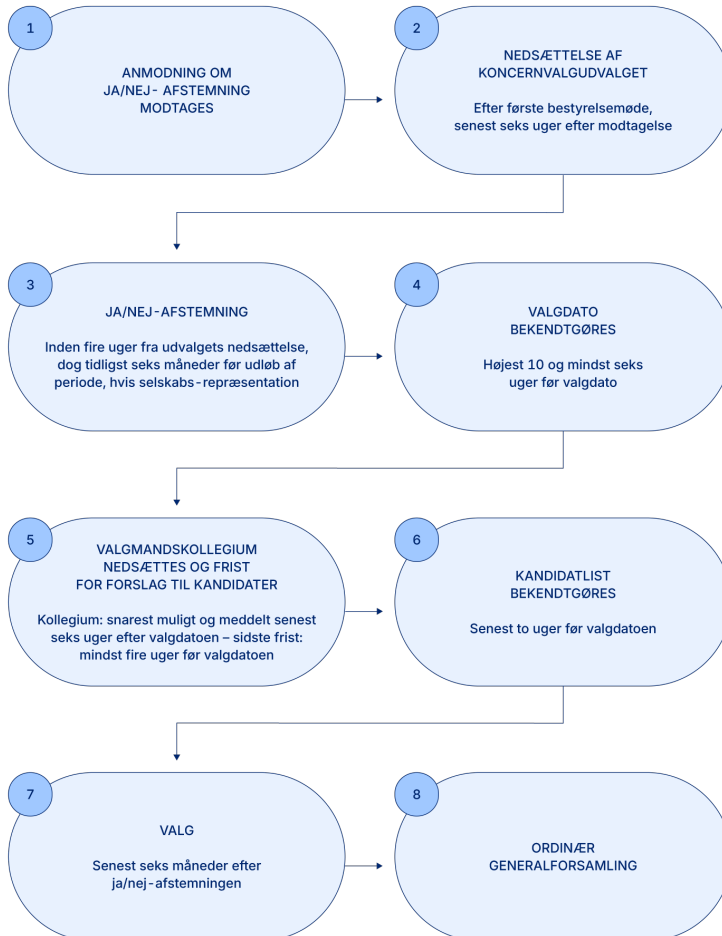 1
ANMODNING OM
JA/NEJ- AFSTEMNING
MODTAGES
2
NEDSÆTTELSE AF
KONCERNVALGUDVALGET
Efter første bestyrelsemøde,
senest seks uger efter modtagelse
3
JA/NEJ-AFSTEMNING
Inden fire uger fra udvalgets nedsættelse,
dog tidligst seks måneder før udløb af
periode, hvis selskabs-repræsentation
4
VALGDATO
BEKENDTGØRES
Højest 10 og mindst seks
uger før valgdato
5
VALGMANDSKOLLEGIUM
NEDSÆTTES OG FRIST
FOR FORSLAG TIL KANDIDATER
Kollegium: snarest muligt og meddelt senest
seks uger efter valgdatoen – sidste frist:
mindst fire uger før valgdatoen
6
KANDIDATLIST
BEKENDTGØRES
Senest to uger før valgdatoen
7
VALG
Senest seks måneder efter
ja/nej-afstemningen
8
ORDINÆR
GENERALFORSAMLING